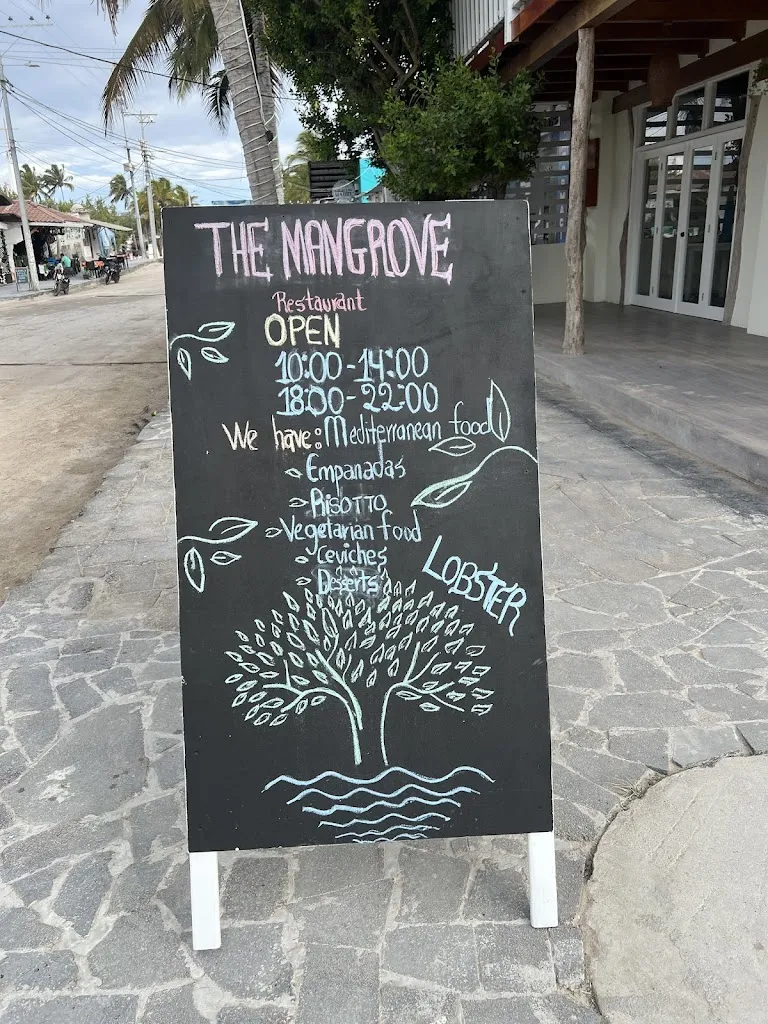 THE MANGROVE
Restaurant
OPEN
10:00-14:00
18:00-22:00
We have: Mediterranean food
Empanadas
RisoTTO
Vegetarian food
Ceviches
Desserts
LOBSTER